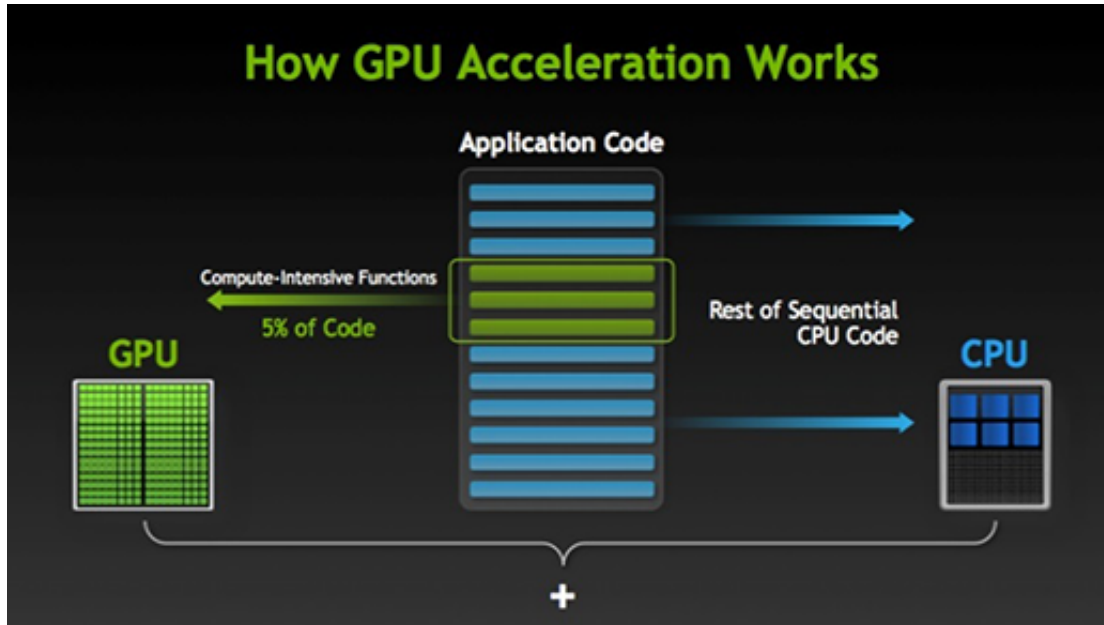 How GPU Acceleration Works
Application Code
Compute-Intensive Functions
5% of Code
Rest of Sequential
CPU Code
GPU
CPU
+